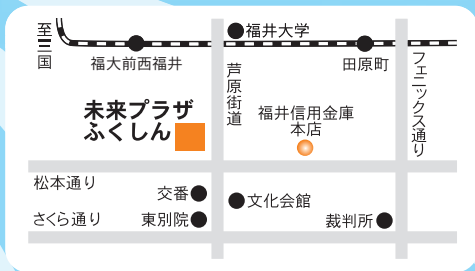 至三国
福井大学
福大前西福井
田原町
芦原街道
フェニックス通り
未来プラザ
ふくしん
福井信用金庫
本店
松本通り
交番
文化会館
さくら通り
東別院
裁判所